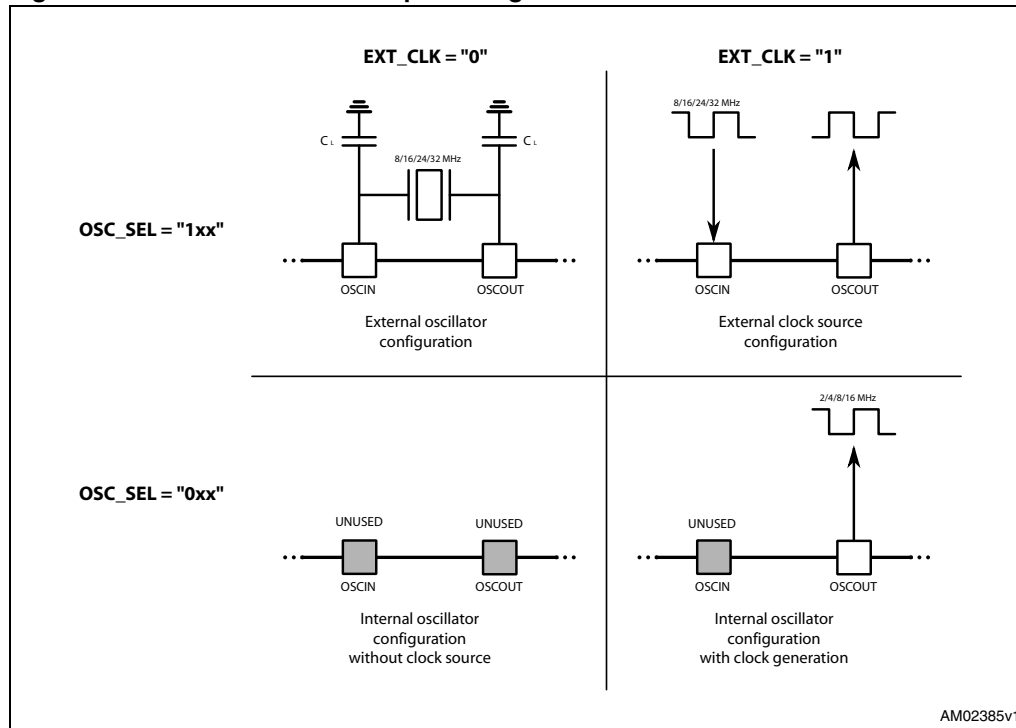 EXT_CLK = "0"
EXT_CLK = "1"
OSC_SEL = "1xx"
CL
8/16/24/32 MHz
CL
OSCIN
OSCOUT
External oscillator
configuration
8/16/24/32 MHz
OSCIN
OSCOUT
External clock source
configuration
OSC_SEL = "0xx"
UNUSED
UNUSED
OSCIN
OSCOUT
Internal oscillator
configuration
without clock source
2/4/8/16 MHz
UNUSED
OSCIN
OSCOUT
Internal oscillator
configuration
with clock generation
AM02385v1